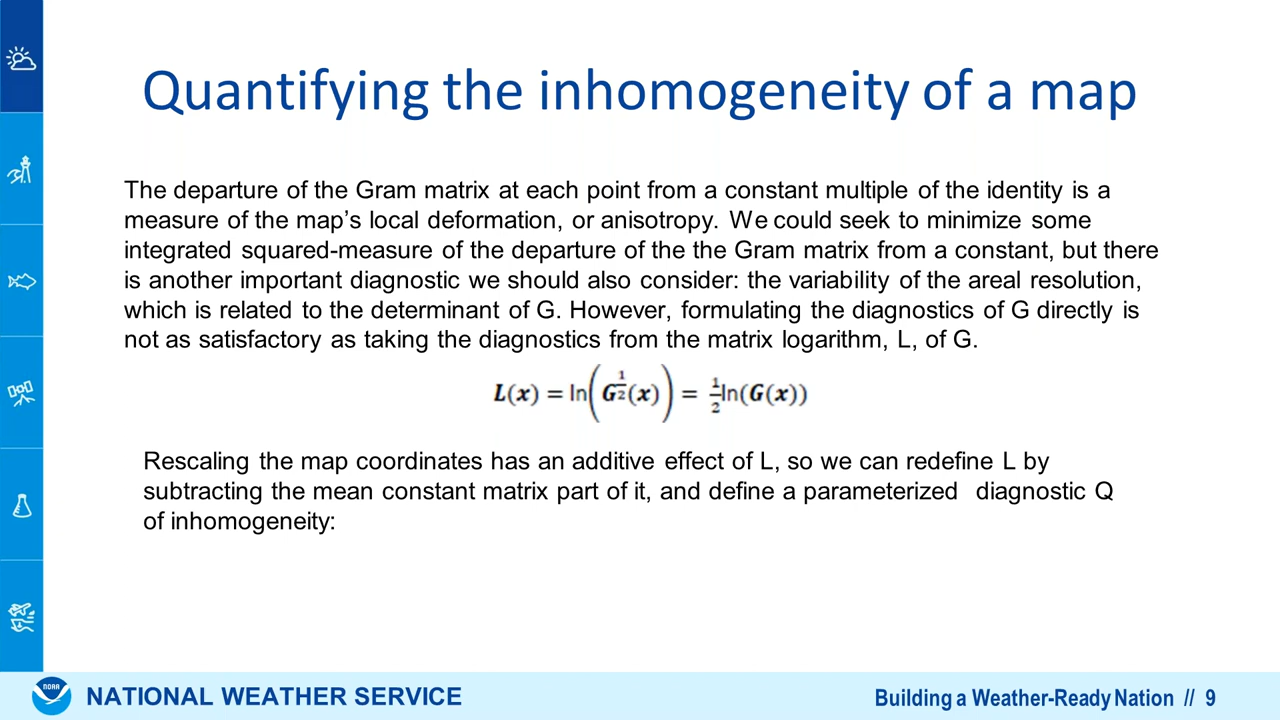 Quantifying the inhomogeneity of a map
The departure of the Gram matrix at each point from a constant multiple of the identity is a
measure of the map’s local deformation, or anisotropy. We could seek to minimize some
integrated squared-measure of the departure of the the Gram matrix from a constant, but there
is another important diagnostic we should also consider: the variability of the areal resolution,
which is related to the determinant of G. However, formulating the diagnostics of G directly is
not as satisfactory as taking the diagnostics from the matrix logarithm, L, of G.
L(x) = ln(G^{1/2}(x)) = 1/2 ln(G(x))
Rescaling the map coordinates has an additive effect of L, so we can redefine L by
subtracting the mean constant matrix part of it, and define a parameterized diagnostic Q
of inhomogeneity:
NOAA
NATIONAL WEATHER SERVICE
Building a Weather-Ready Nation // 9